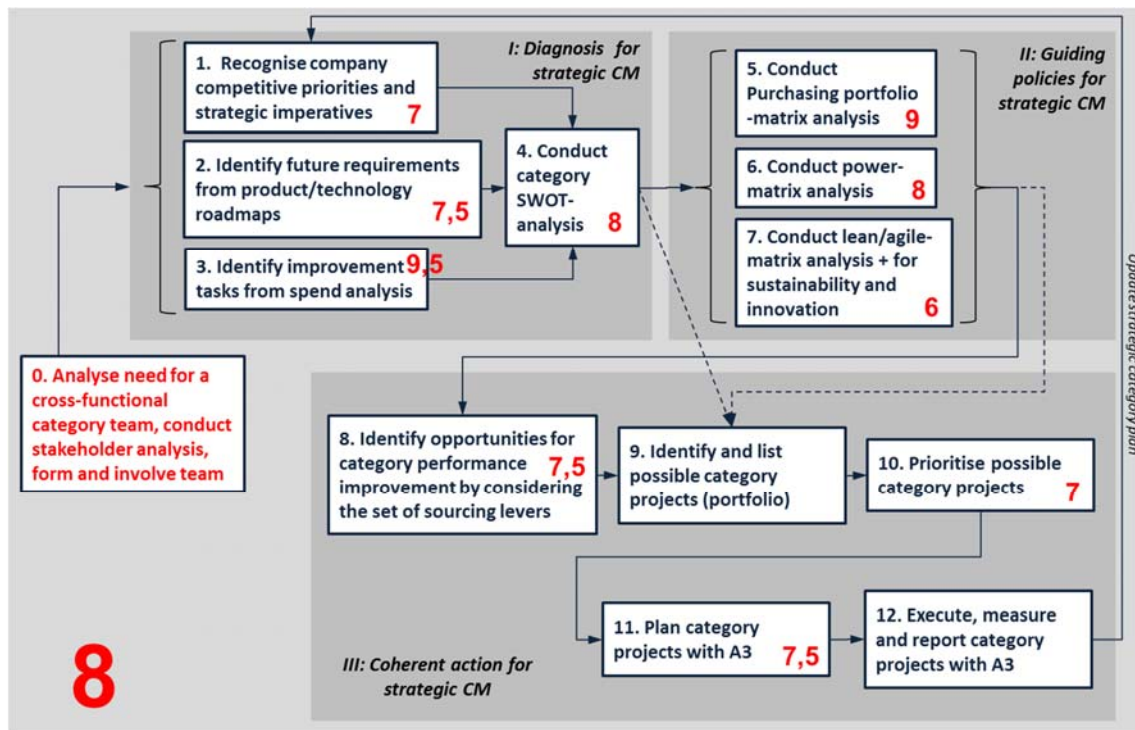 I: Diagnosis for
strategic CM
1. Recognise company
competitive priorities and
strategic imperatives
7
2. Identify future requirements
from product/technology
roadmaps
7,5
3. Identify improvement
tasks from spend analysis
9,5
4. Conduct
category
SWOT-
analysis
8
II: Guiding
policies for
strategic CM
5. Conduct
Purchasing portfolio
-matrix analysis
9
6. Conduct power-
matrix analysis
8
7. Conduct lean/agile-
matrix analysis + for
sustainability and
innovation
6
Update strategic category plan
0. Analyse need for a
cross-functional
category team, conduct
stakeholder analysis,
form and involve team
8. Identify opportunities for
category performance
improvement by considering
the set of sourcing levers
7,5
9. Identify and list
possible category
projects (portfolio)
10. Prioritise possible
category projects
7
11. Plan category
projects with A3
7,5
12. Execute, measure
and report category
projects with A3
III: Coherent action for
strategic CM
8